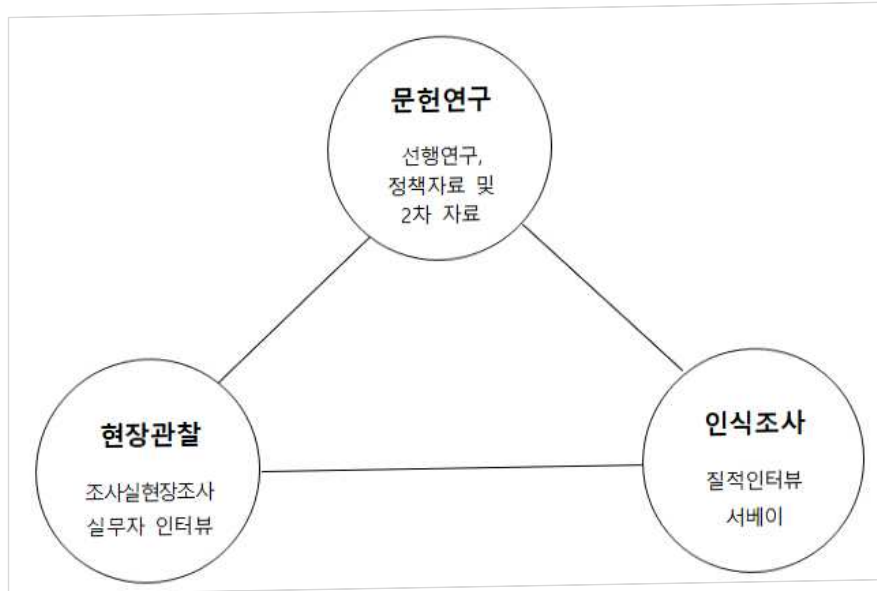 문헌연구
선행연구,
정책자료 및
2차 자료
현장관찰
조사실현장조사
실무자 인터뷰
인식조사
질적인터뷰
서베이